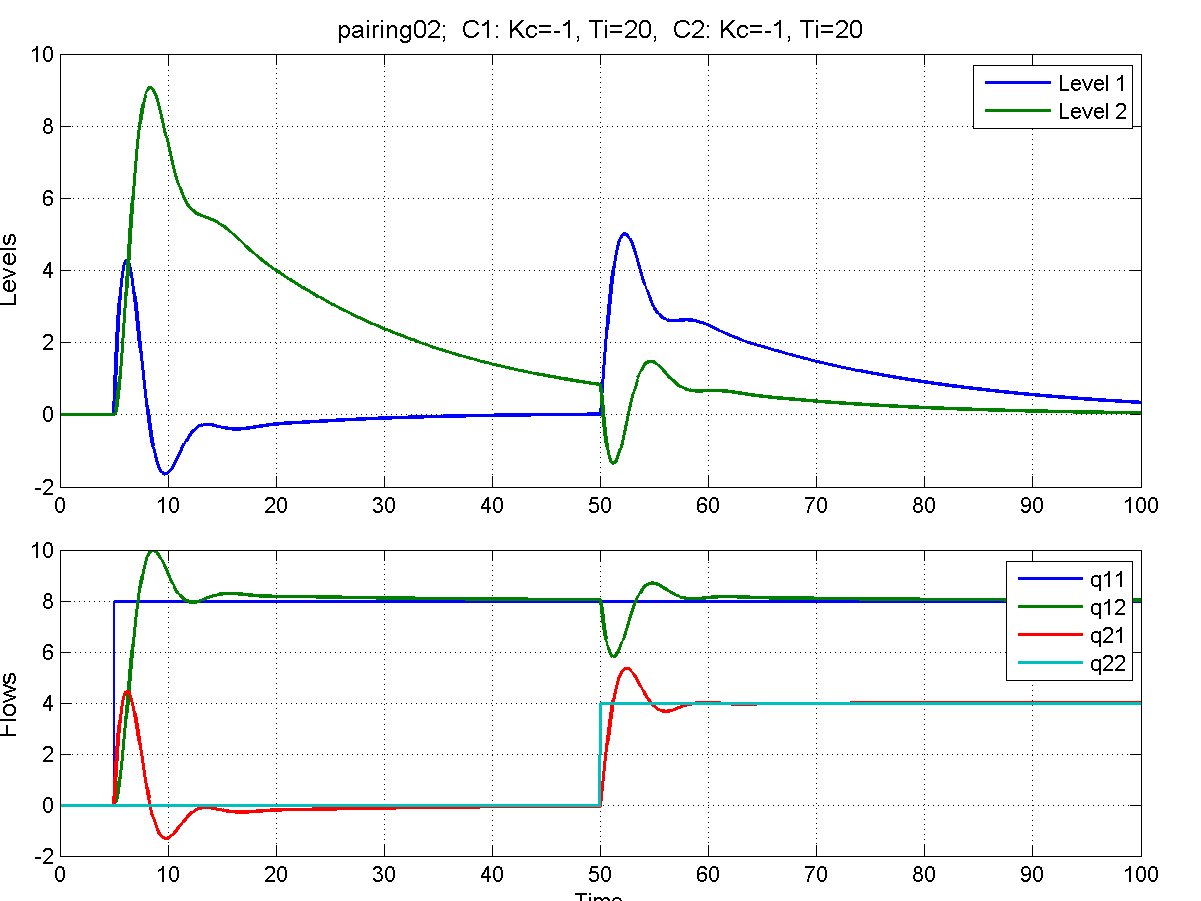 pairing02;  C1: Kc=-1, Ti=20,  C2: Kc=-1, Ti=20
10
8
6
4
2
0
-2
Levels
Level 1
Level 2
0 10 20 30 40 50 60 70 80 90 100
10
8
6
4
2
0
-2
Flows
q11
q12
q21
q22
0 10 20 30 40 50 60 70 80 90 100
Time